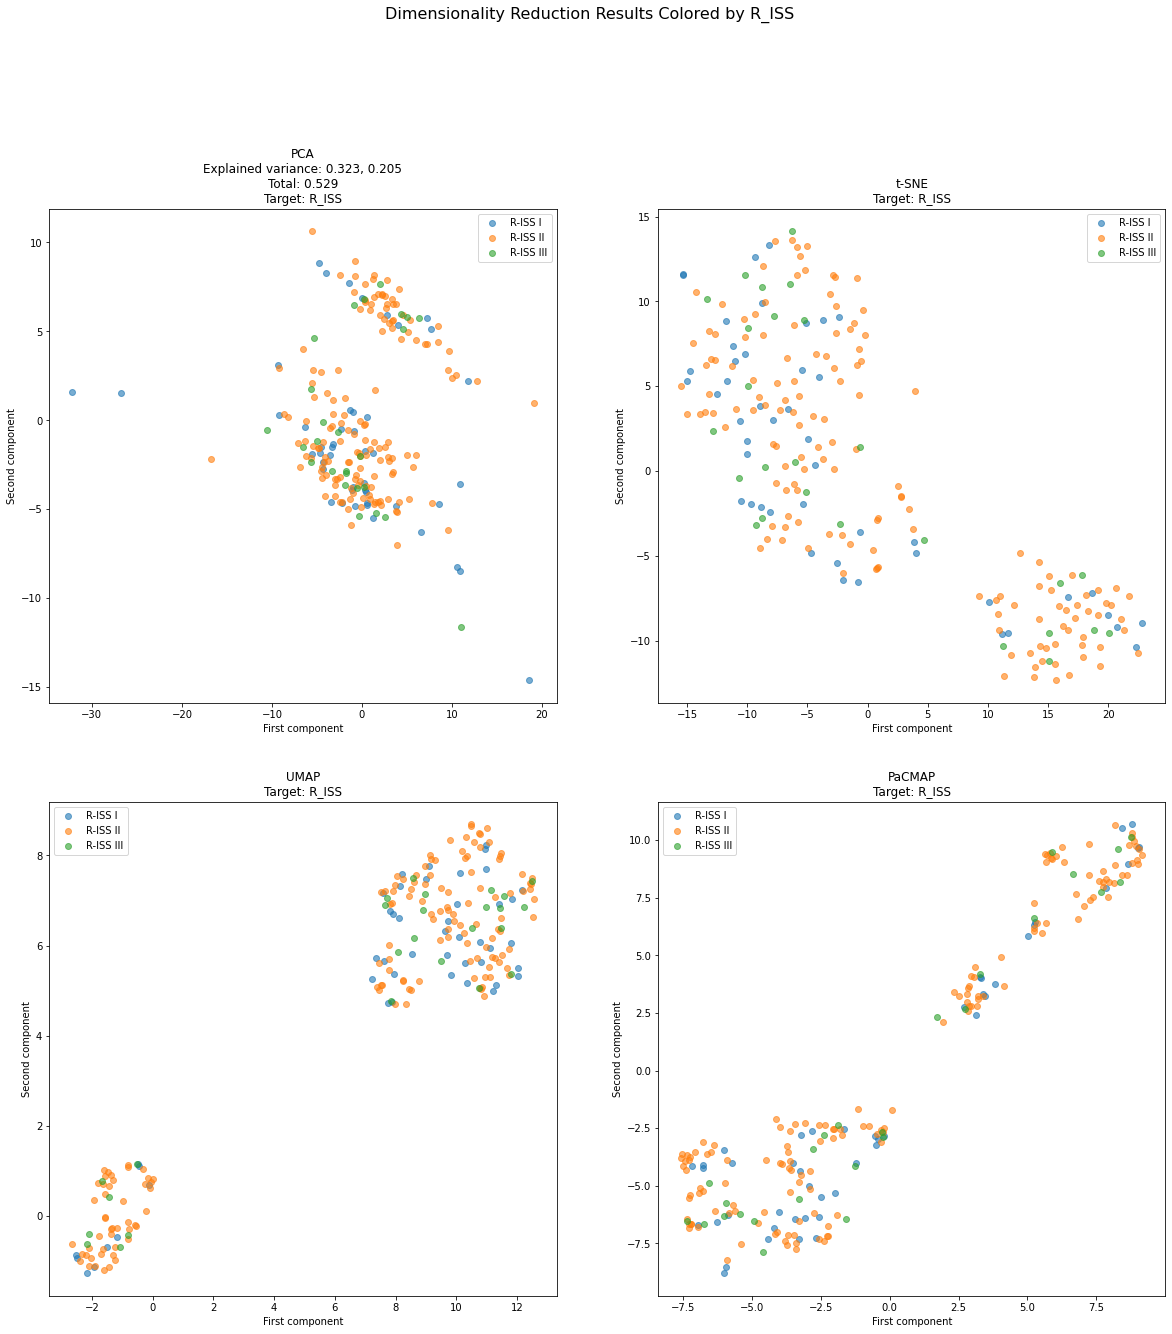 Dimensionality Reduction Results Colored by R_ISS
PCA
Explained variance: 0.323, 0.205
Total: 0.529
Target: R_ISS
R-ISS I
R-ISS II
R-ISS III
10
5
0
−5
−10
−15
Second component
−30
−20
−10
0
10
20
First component
t-SNE
Target: R_ISS
R-ISS I
R-ISS II
R-ISS III
15
10
5
0
−5
−10
Second component
−15
−10
−5
0
5
10
15
20
First component
UMAP
Target: R_ISS
R-ISS I
R-ISS II
R-ISS III
8
6
4
2
0
Second component
−2
0
2
4
6
8
10
12
First component
PaCMAP
Target: R_ISS
R-ISS I
R-ISS II
R-ISS III
10.0
7.5
5.0
2.5
0.0
−2.5
−5.0
−7.5
Second component
−7.5
−5.0
−2.5
0.0
2.5
5.0
7.5
First component